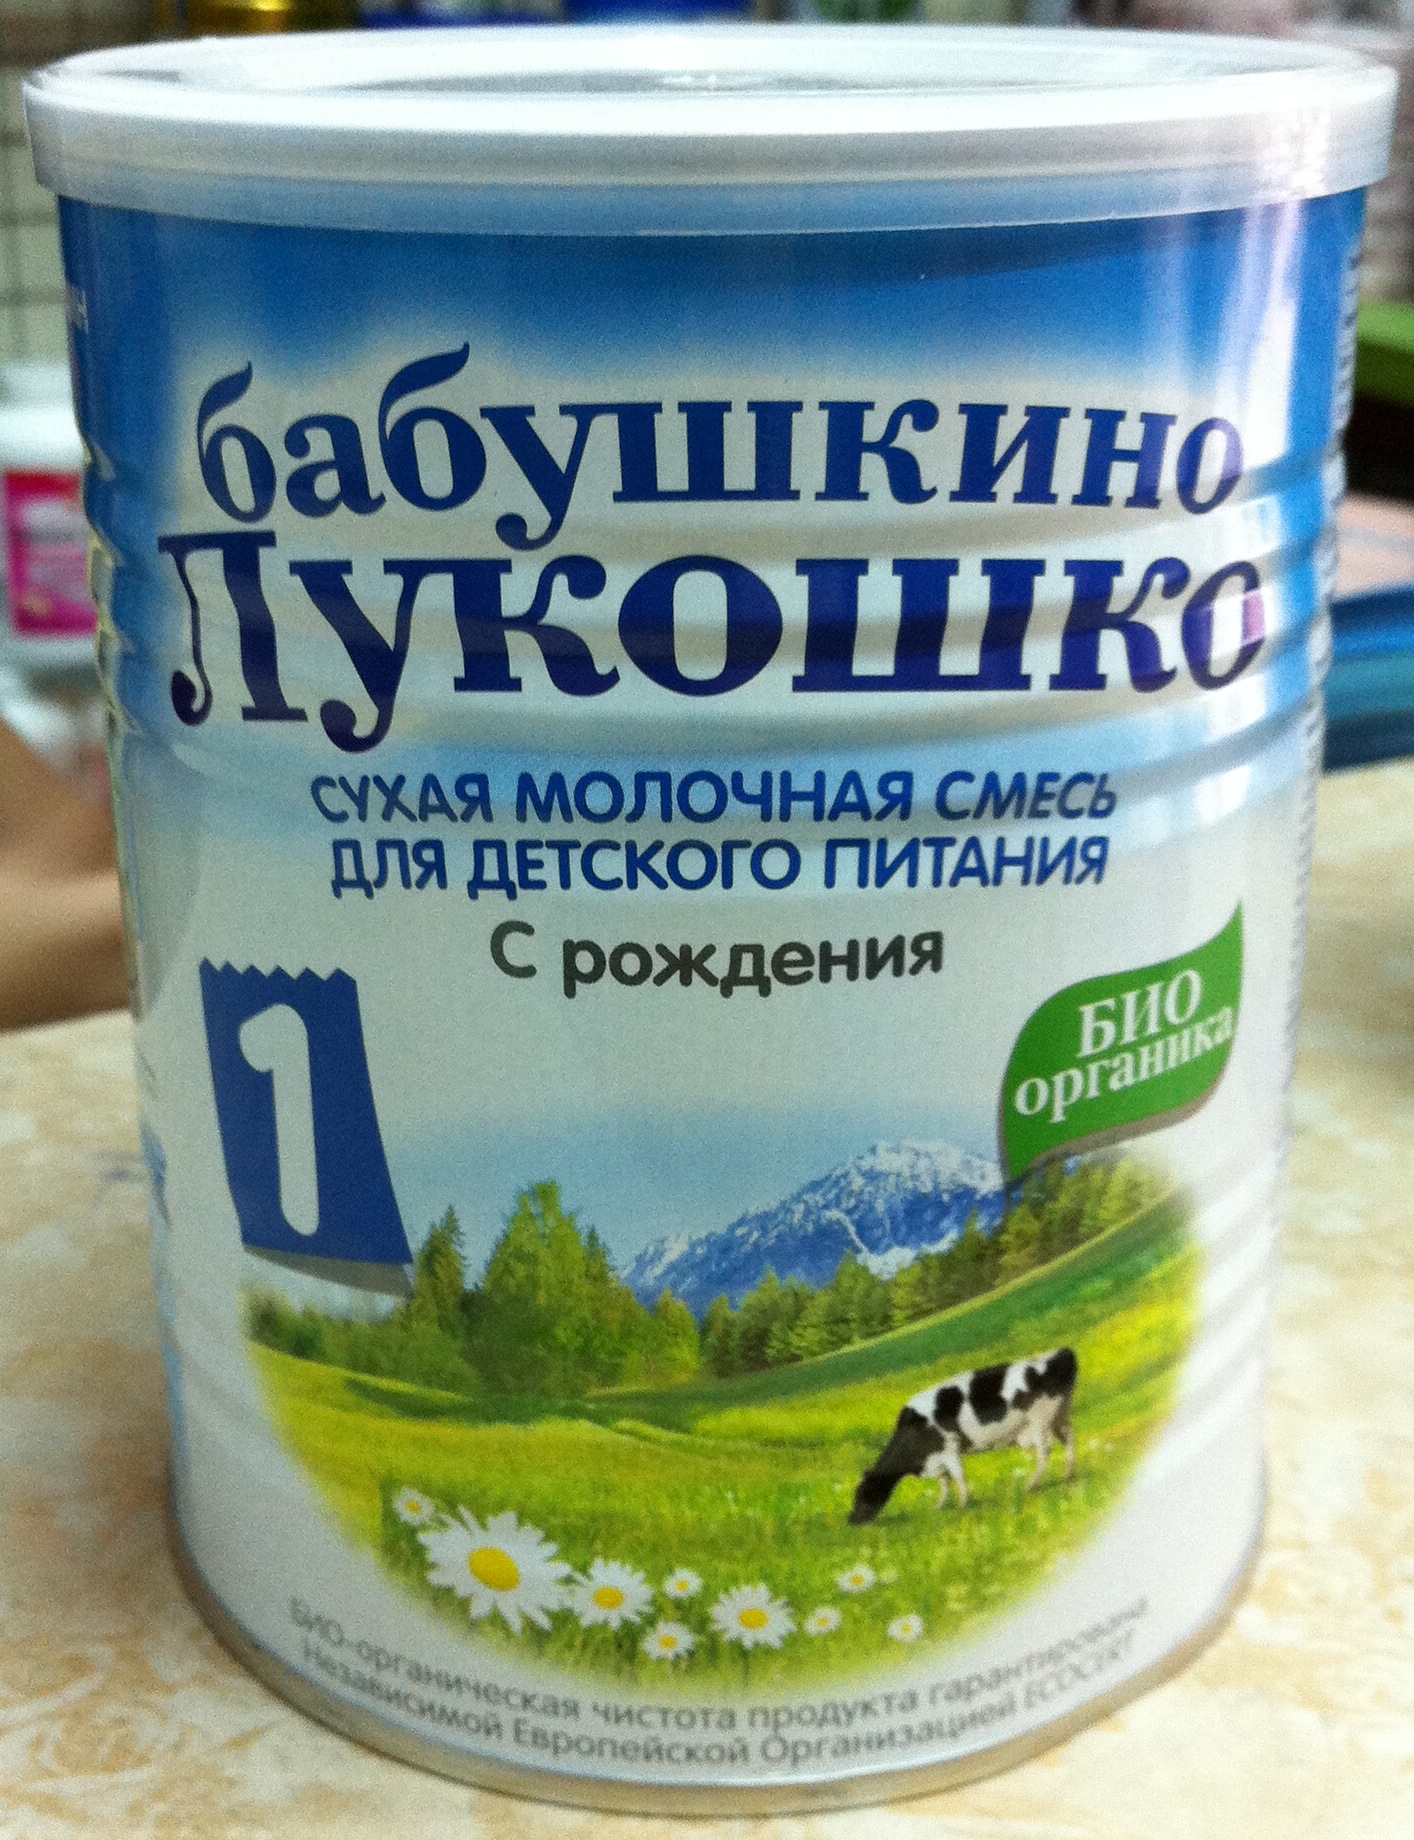 бабушкино
Лукошко
СУХАЯ МОЛОЧНАЯ СМЕСЬ
ДЛЯ ДЕТСКОГО ПИТАНИЯ
С рождения
1
БИО
органика
БИО-органическая чистота продукта гарантирована
Независимой Европейской Организацией ECOCERT